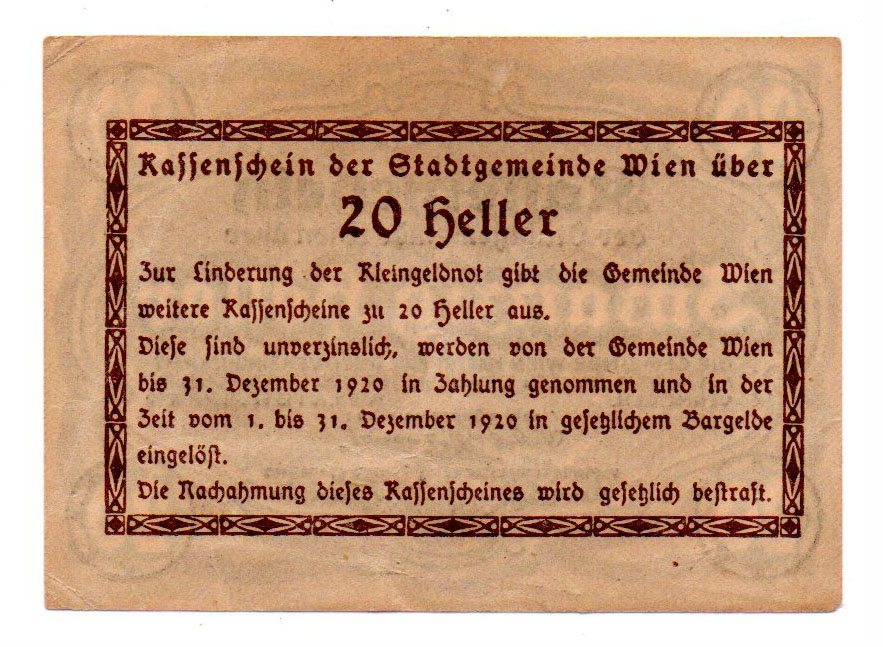 Kassenschein der Stadtgemeinde Wien über
20 Heller
Zur Linderung der Kleingeldnot gibt die Gemeinde Wien
weitere Kassenscheine zu 20 Heller aus.
Diese sind unverzinslich, werden von der Gemeinde Wien
bis 31. Dezember 1920 in Zahlung genommen und in der
Zeit vom 1. bis 31. Dezember 1920 in gesetzlichem Bargelde
eingelöst.
Die Nachahmung dieses Kassenscheines wird gesetzlich bestraft.